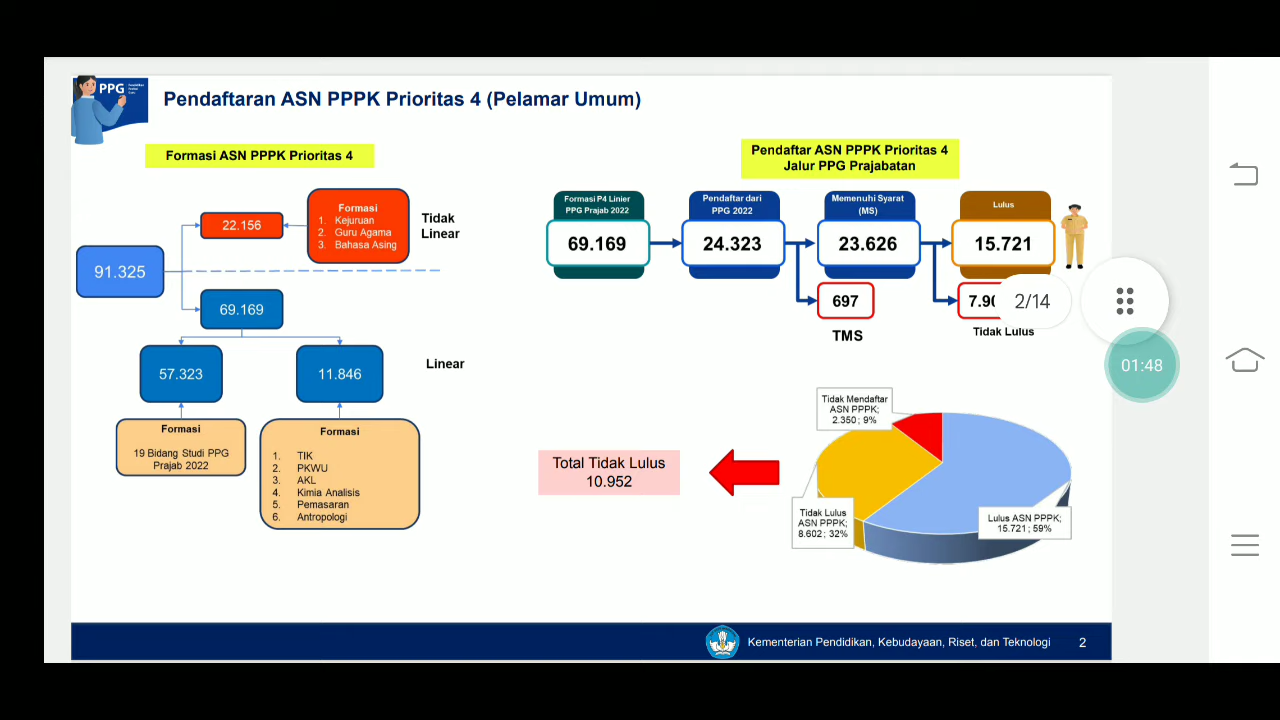 PPG
Pendaftaran ASN PPPK Prioritas 4 (Pelamar Umum)
Formasi ASN PPPK Prioritas 4
91.325
22.156
Formasi
1. Kejuruan
2. Guru Agama
3. Bahasa Asing
Tidak
Linear
69.169
57.323
11.846
Linear
Formasi
19 Bidang Studi PPG
Prajab 2022
Formasi
1. TIK
2. PKWU
3. AKL
4. Kimia Analisis
5. Pemasaran
6. Antropologi
Pendaftar ASN PPPK Prioritas 4
Jalur PPG Prajabatan
Formasi P4 Linier
PPG Prajab 2022
69.169
Pendaftar dari
PPG 2022
24.323
Memenuhi Syarat
(MS)
23.626
Lulus
15.721
697
TMS
Tidak Lulus
2/14
01:48
Total Tidak Lulus
10.952
Tidak Mendaftar
ASN PPPK;
2.350; 9%
Tidak Lulus
ASN PPPK;
8.602; 32%
Lulus ASN PPPK;
15.721; 59%
Kementerian Pendidikan, Kebudayaan, Riset, dan Teknologi
2